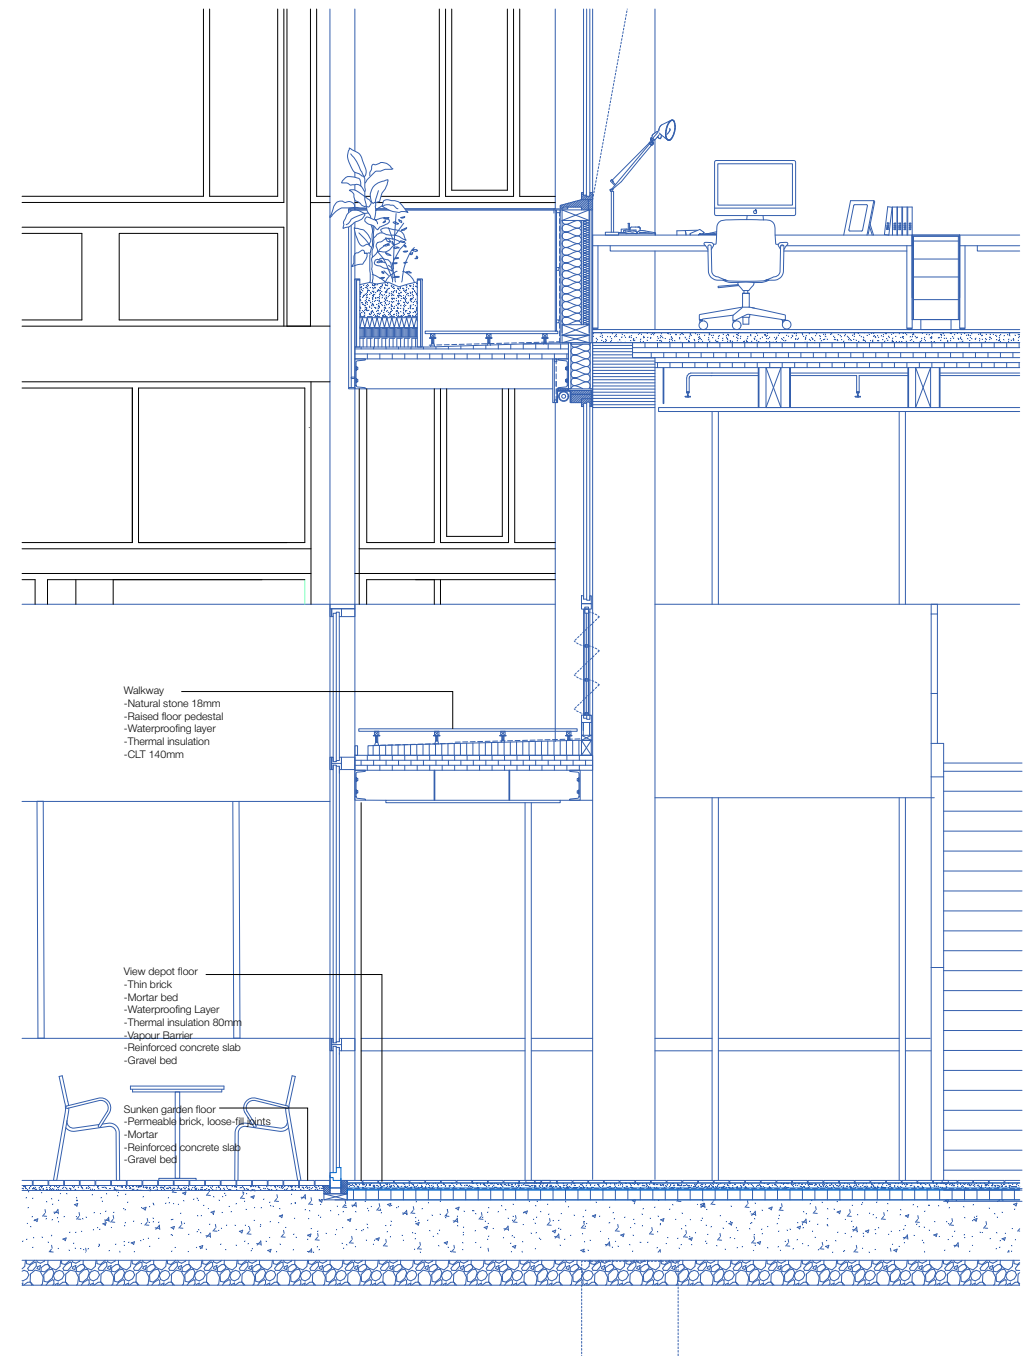 Walkway
-Natural stone 18mm
-Raised floor pedestal
-Waterproofing layer
-Thermal insulation
-CLT 140mm
View depot floor
-Thin brick
-Mortar bed
-Waterproofing Layer
-Thermal insulation 80mm
-Vapour Barrier
-Reinforced concrete slab
-Gravel bed
Sunken garden floor
-Permeable brick, loose-fill joints
-Mortar
-Reinforced concrete slab
-Gravel bed